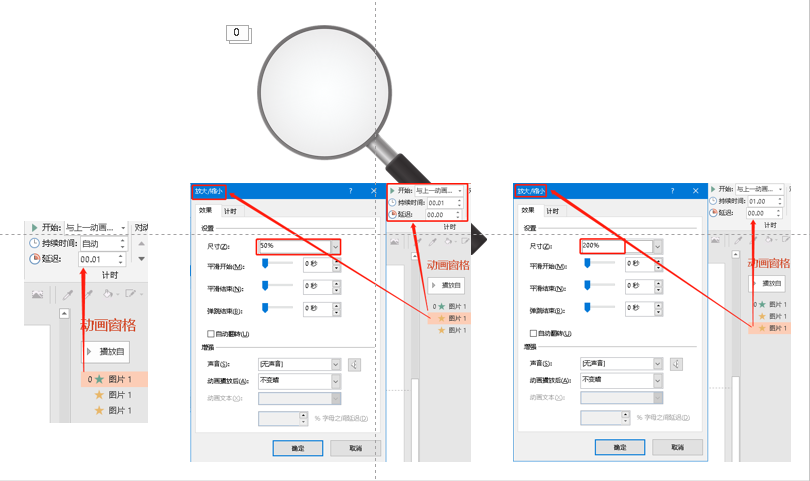 0
开始: 与上一动画...
对动
持续时间: 自动
延迟: 00.01
计时
动画窗格
播放自
0 图片 1
图片 1
图片 1
放大/缩小 ? ×
效果 计时
设置
尺寸(Z): 50%
平滑开始(M): 0 秒
平滑结束(N): 0 秒
弹跳结束(B): 0 秒
自动翻转(U)
增强
声音(S): [无声音]
动画播放后(A): 不变暗
动画文本(X):
% 字母之间延迟(D)
确定 取消
开始: 与上一动画...
持续时间: 00.01
延迟: 00.00
计时
动画窗格
播放自
0 图片 1
图片 1
图片 1
放大/缩小 ? ×
效果 计时
设置
尺寸(Z): 200%
平滑开始(M): 0 秒
平滑结束(N): 0 秒
弹跳结束(B): 0 秒
自动翻转(U)
增强
声音(S): [无声音]
动画播放后(A): 不变暗
动画文本(X):
% 字母之间延迟(D)
确定 取消
开始: 与上一动画...
持续时间: 01.00
延迟: 00.00
计时
动画窗格
播放自
0 图片 1
图片 1
图片 1